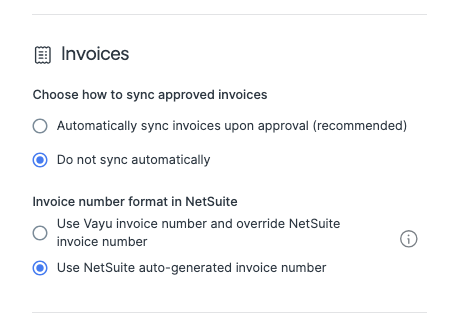 Invoices
Choose how to sync approved invoices
Automatically sync invoices upon approval (recommended)
Do not sync automatically
Invoice number format in NetSuite
Use Vayu invoice number and override NetSuite
invoice number
Use NetSuite auto-generated invoice number